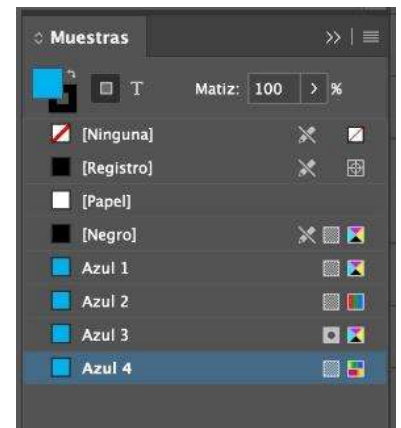 Muestras
T Matiz: 100 %
[Ninguna]
[Registro]
[Papel]
[Negro]
Azul 1
Azul 2
Azul 3
Azul 4